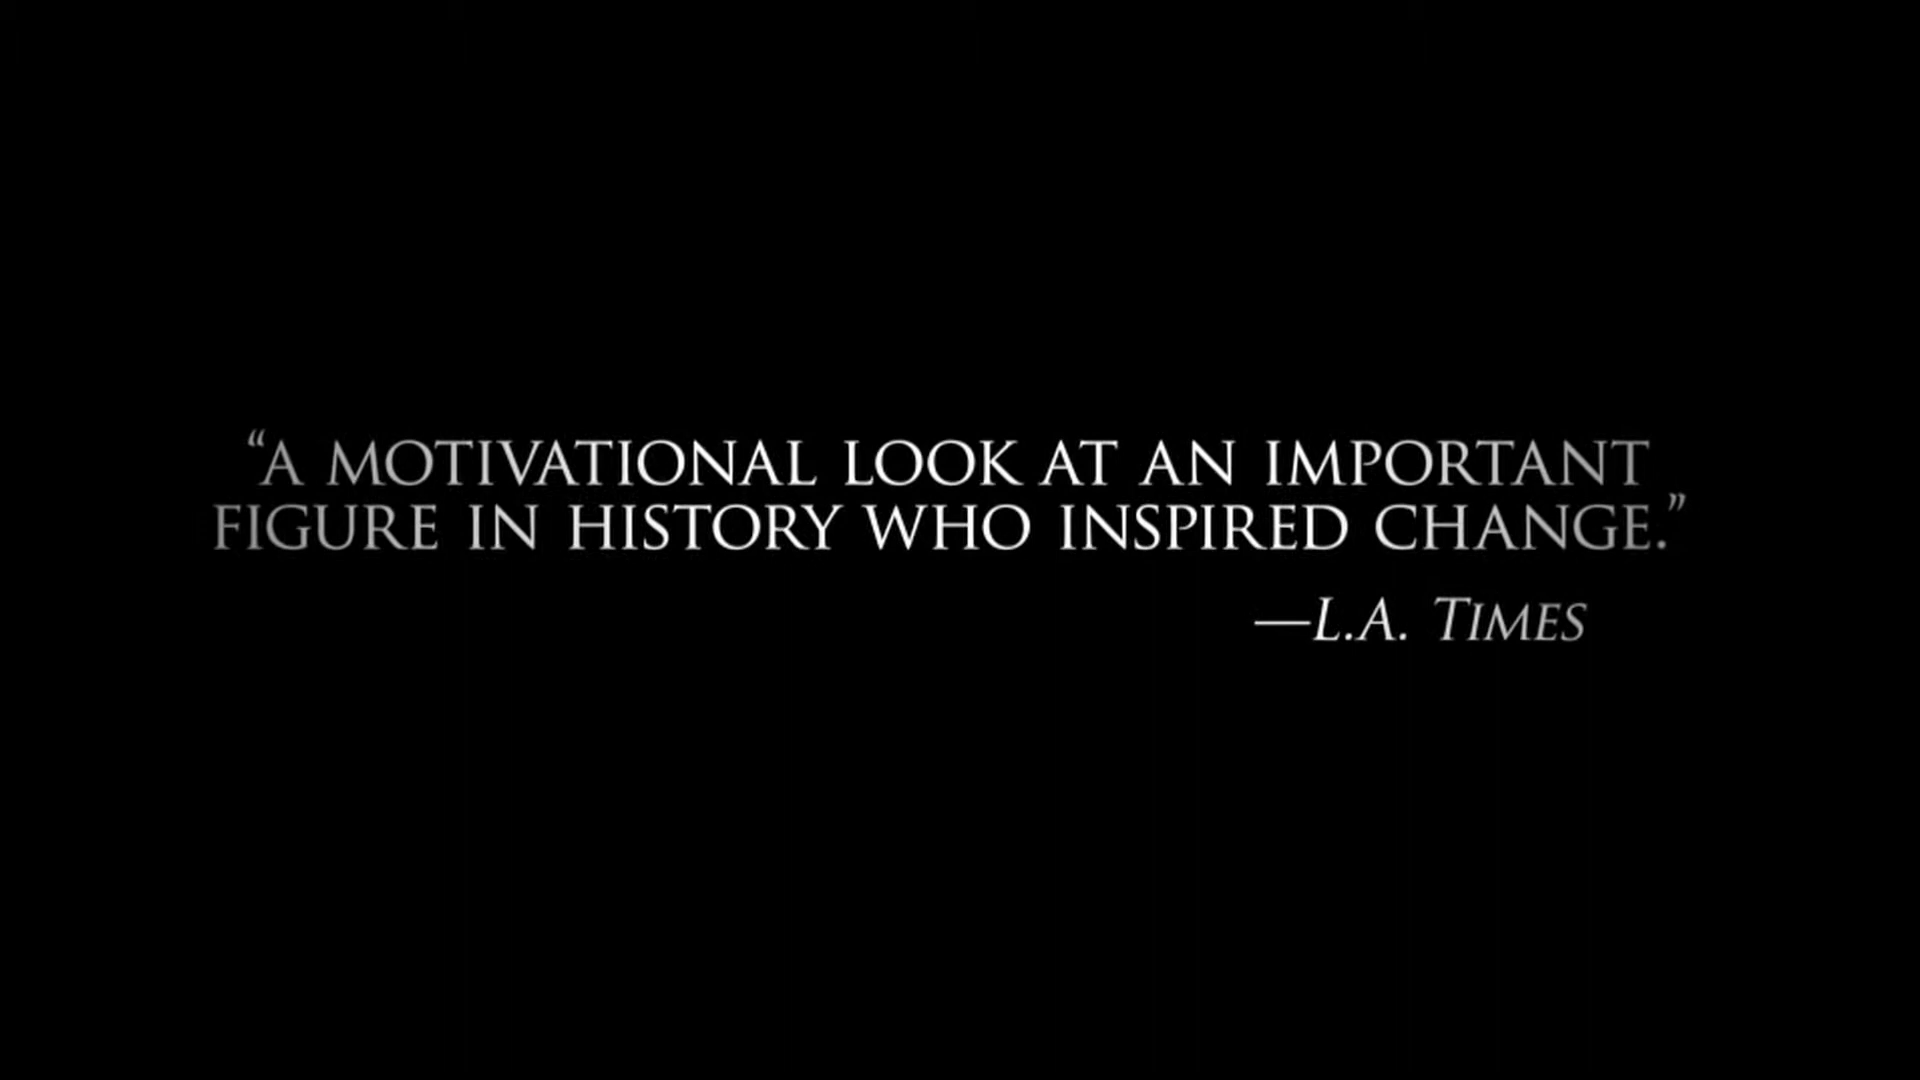 “A MOTIVATIONAL LOOK AT AN IMPORTANT
FIGURE IN HISTORY WHO INSPIRED CHANGE.”
—L.A. TIMES